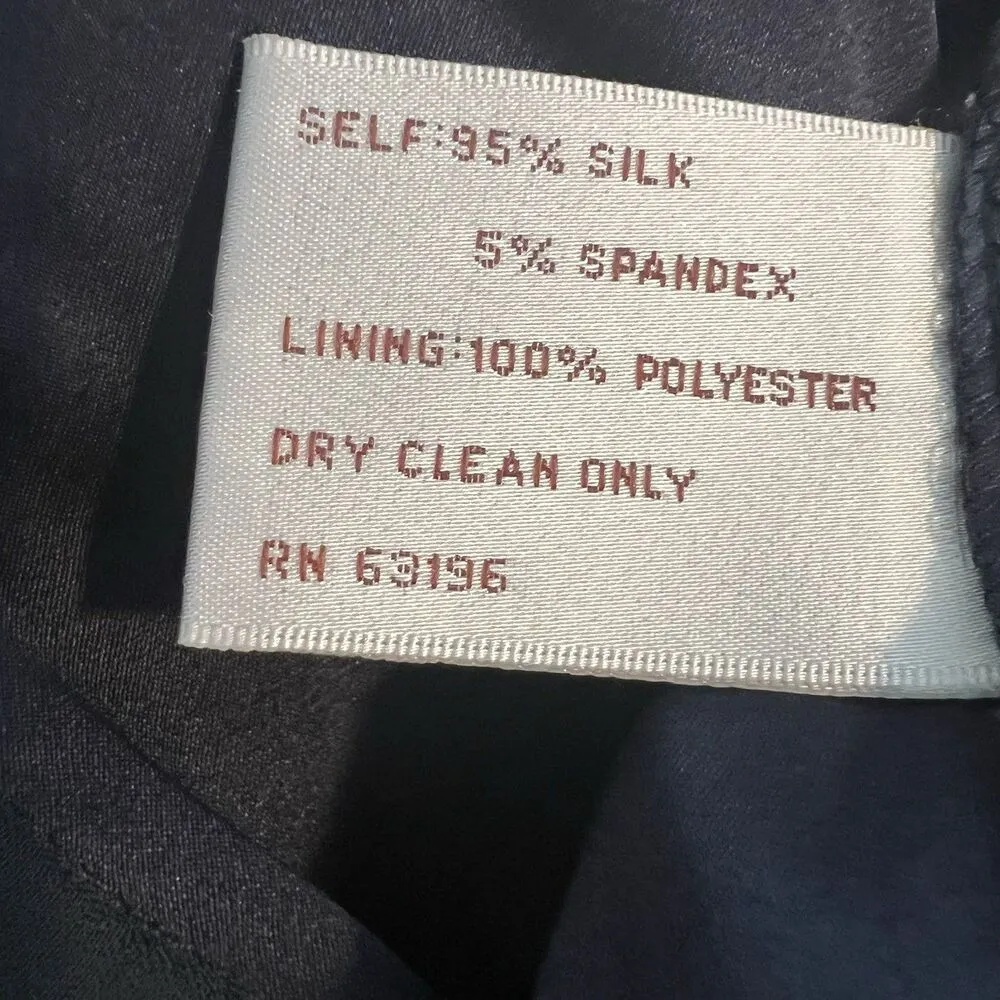 SELF:95% SILK
5% SPANDEX
LINING:100% POLYESTER
DRY CLEAN ONLY
RN 63196